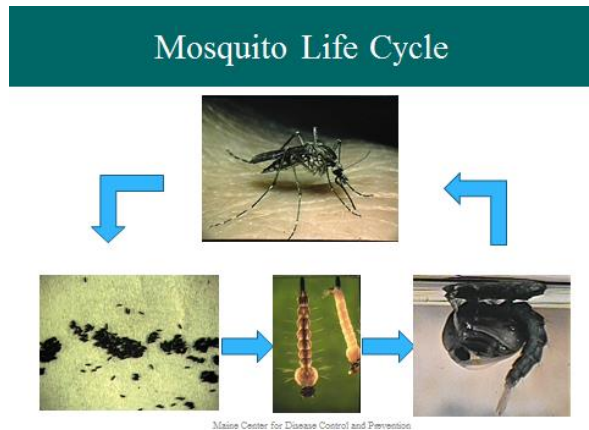 Mosquito Life Cycle
Maine Center for Disease Control and Prevention